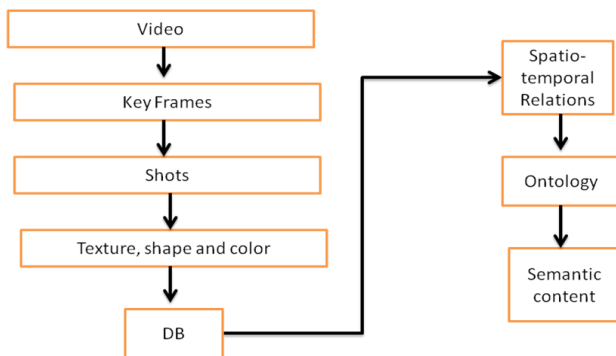 Video
Key Frames
Shots
Texture, shape and color
DB
Spatio-
temporal
Relations
Ontology
Semantic
content